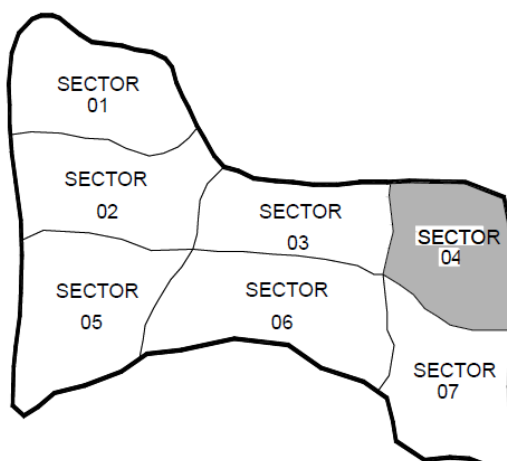 SECTOR
01
SECTOR
02
SECTOR
03
SECTOR
04
SECTOR
05
SECTOR
06
SECTOR
07